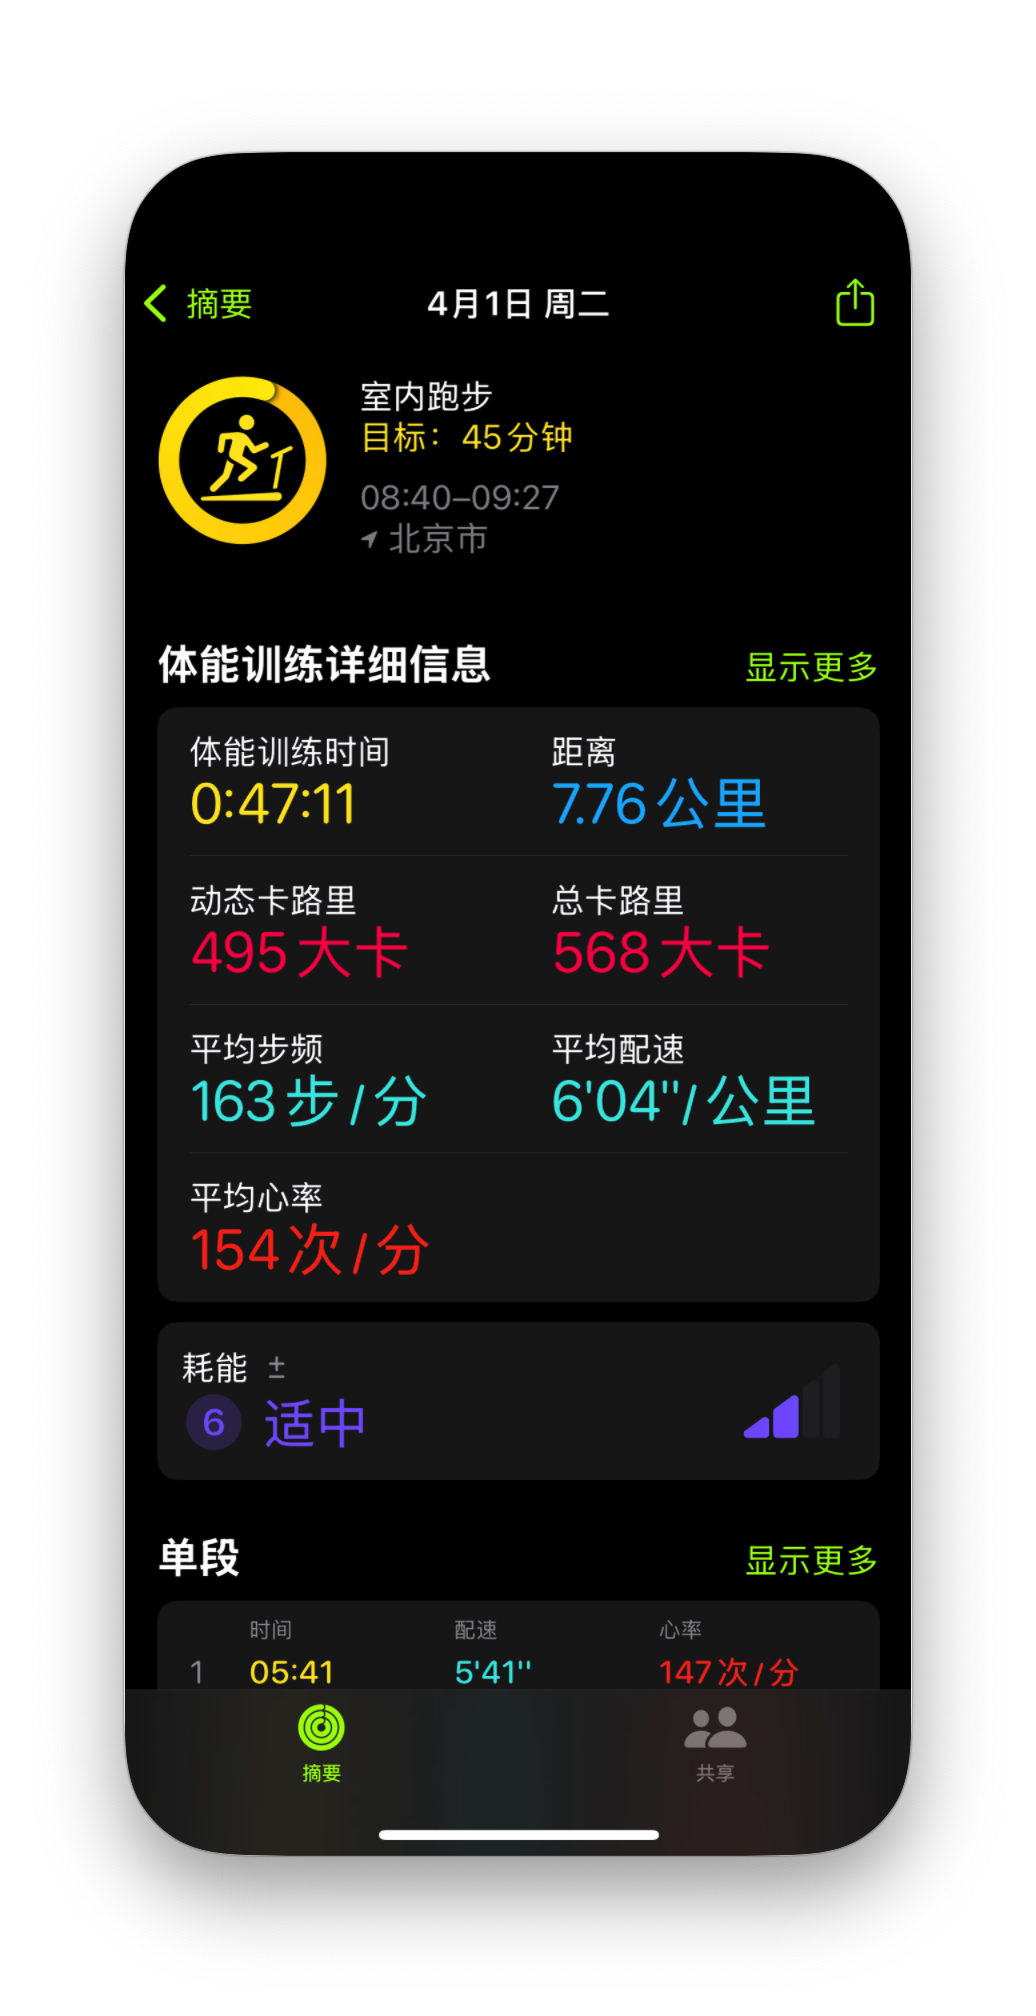 摘要
4月1日 周二
室内跑步
目标：45分钟
08:40–09:27
北京市
体能训练详细信息
显示更多
体能训练时间
距离
0:47:11
7.76公里
动态卡路里
总卡路里
495大卡
568大卡
平均步频
平均配速
163步/分
6'04"/公里
平均心率
154次/分
耗能 ±
6 适中
单段
显示更多
时间 配速 心率
1 05:41 5'41'' 147次/分
摘要
共享